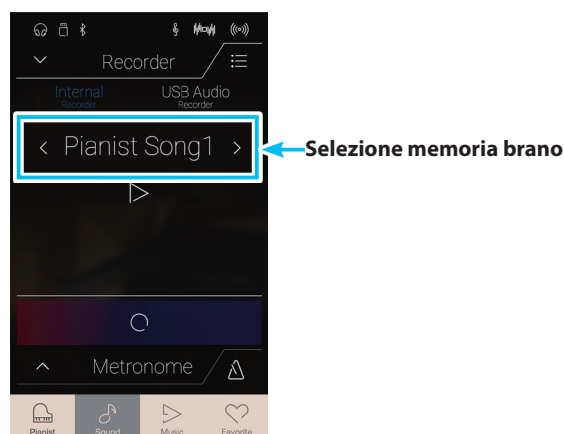 Recorder
Internal
Recorder
USB Audio
Recorder
Pianist Song1
Selezione memoria brano
Metronome
Pianist
Sound
Music
Favorite